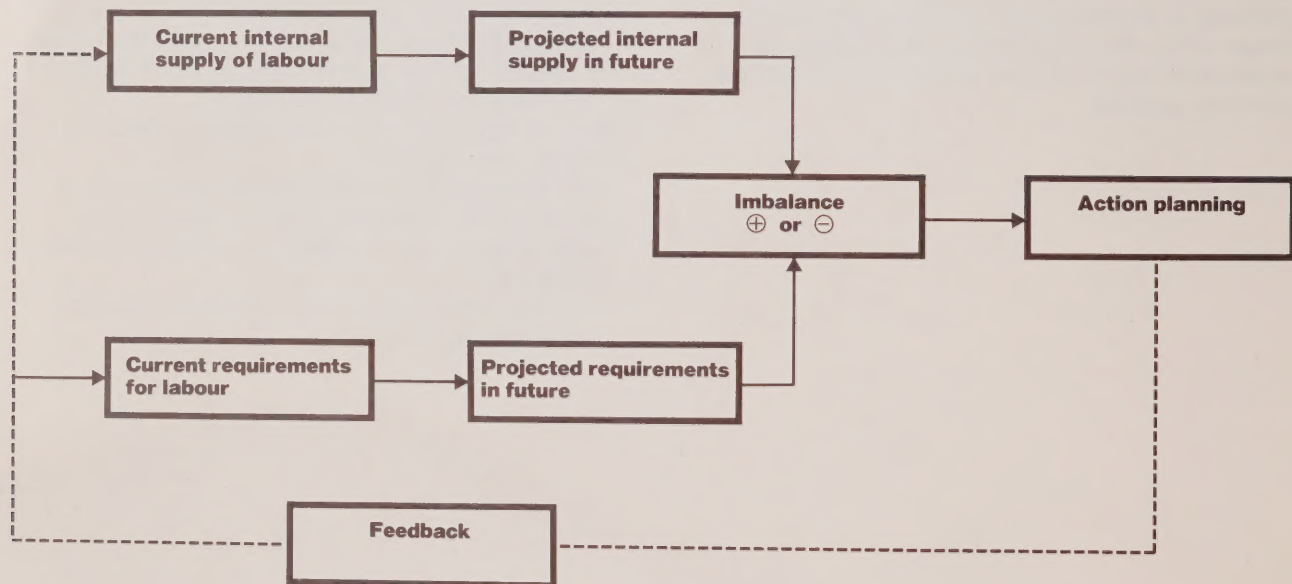 Current internal
supply of labour
Projected internal
supply in future
Imbalance
⊕ or ⊖
Action planning
Current requirements
for labour
Projected requirements
in future
Feedback